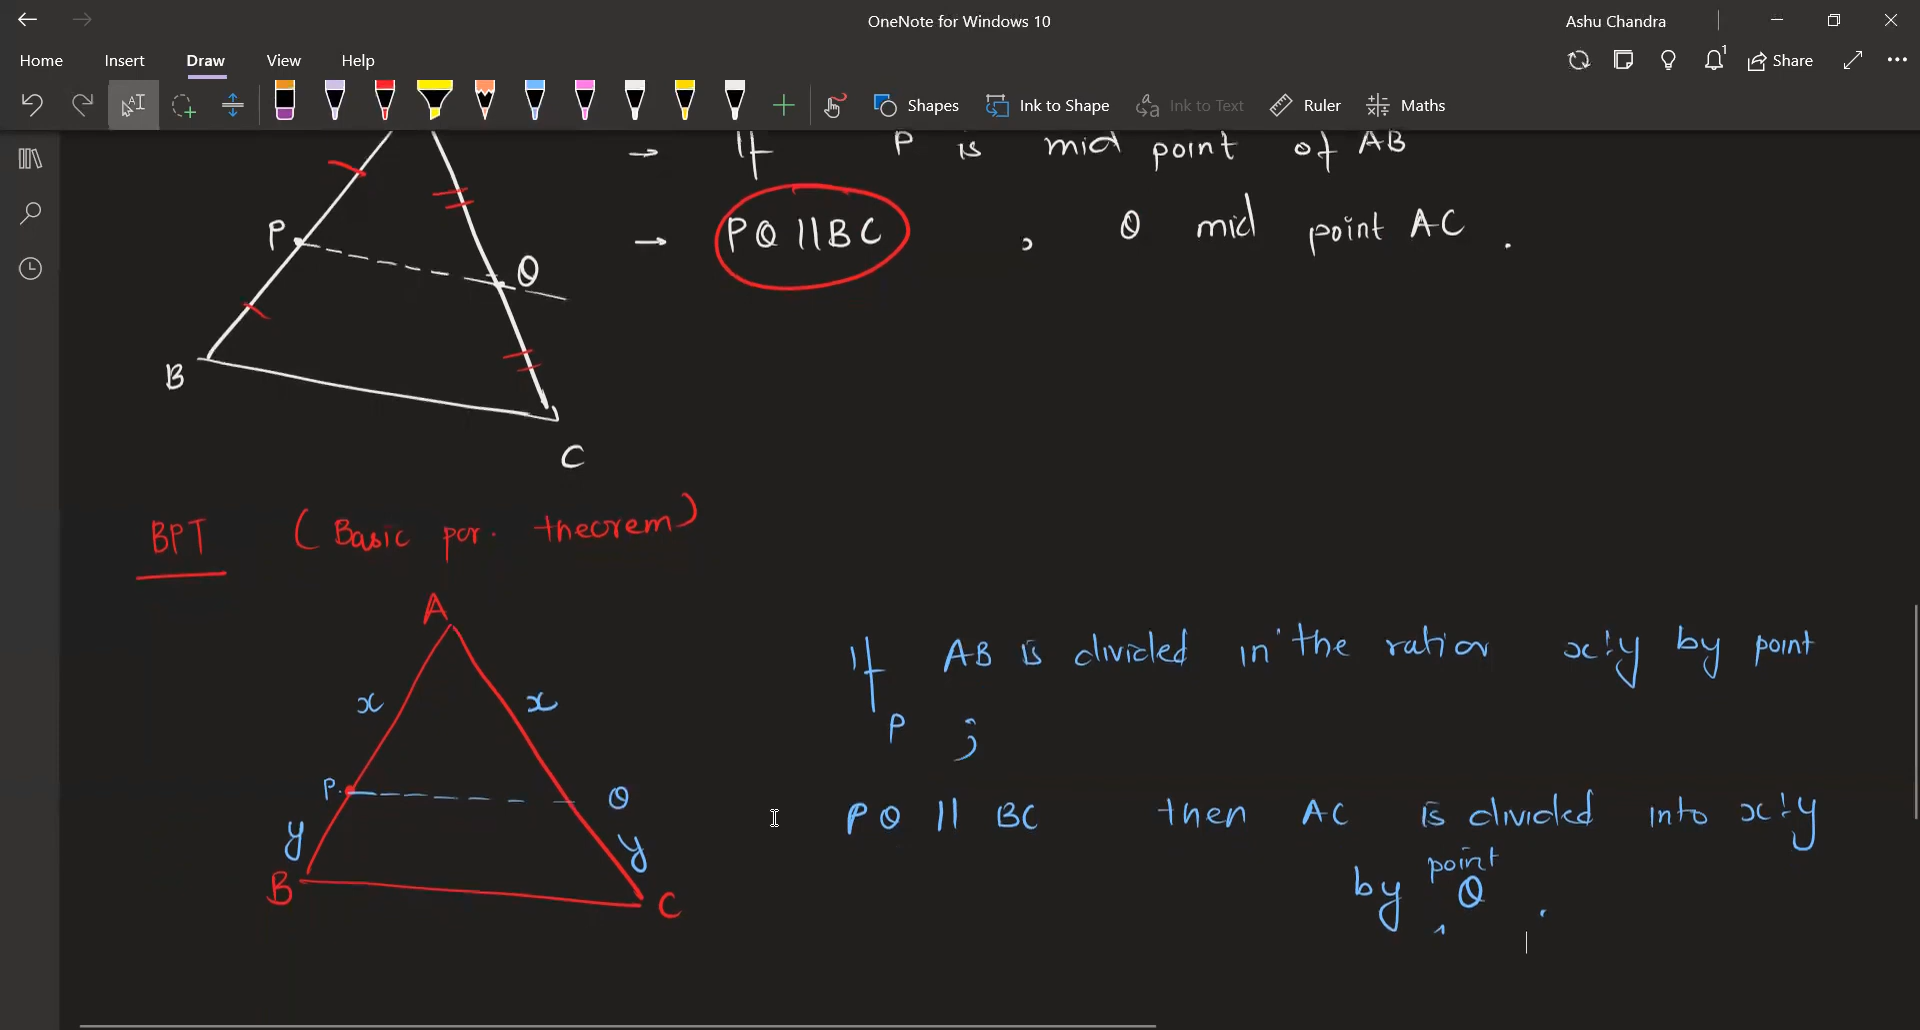 OneNote for Windows 10
Ashu Chandra
Home Insert Draw View Help
Share
Shapes Ink to Shape Ink to Text Ruler Maths
→ If P is mid point of AB
→ PQ || BC , Q mid point AC .
P
Q
B
C
BPT (Basic por. theorem)
A
x x
P. Q
y y
B C
If AB is divided in the ration x:y by point
P ;
PQ || BC then AC is divided into x:y
by point Q